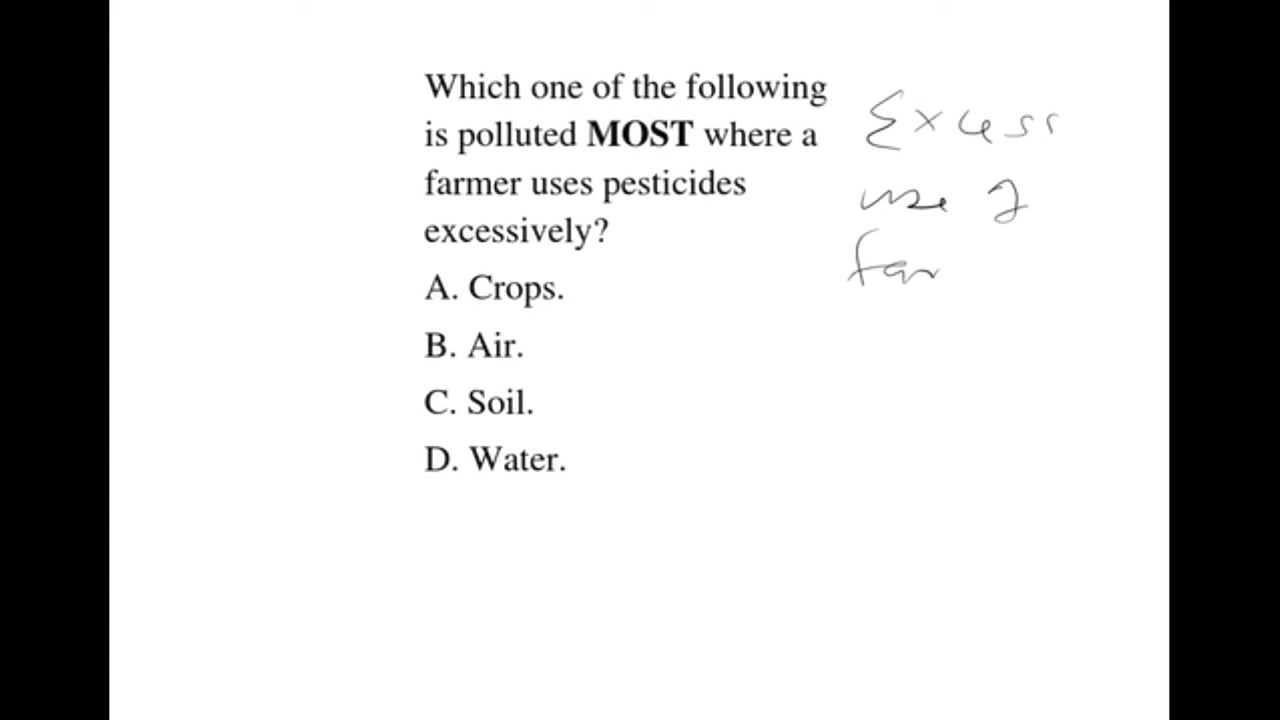 Which one of the following
is polluted MOST where a
farmer uses pesticides
excessively?
A. Crops.
B. Air.
C. Soil.
D. Water.
Excess
use
far